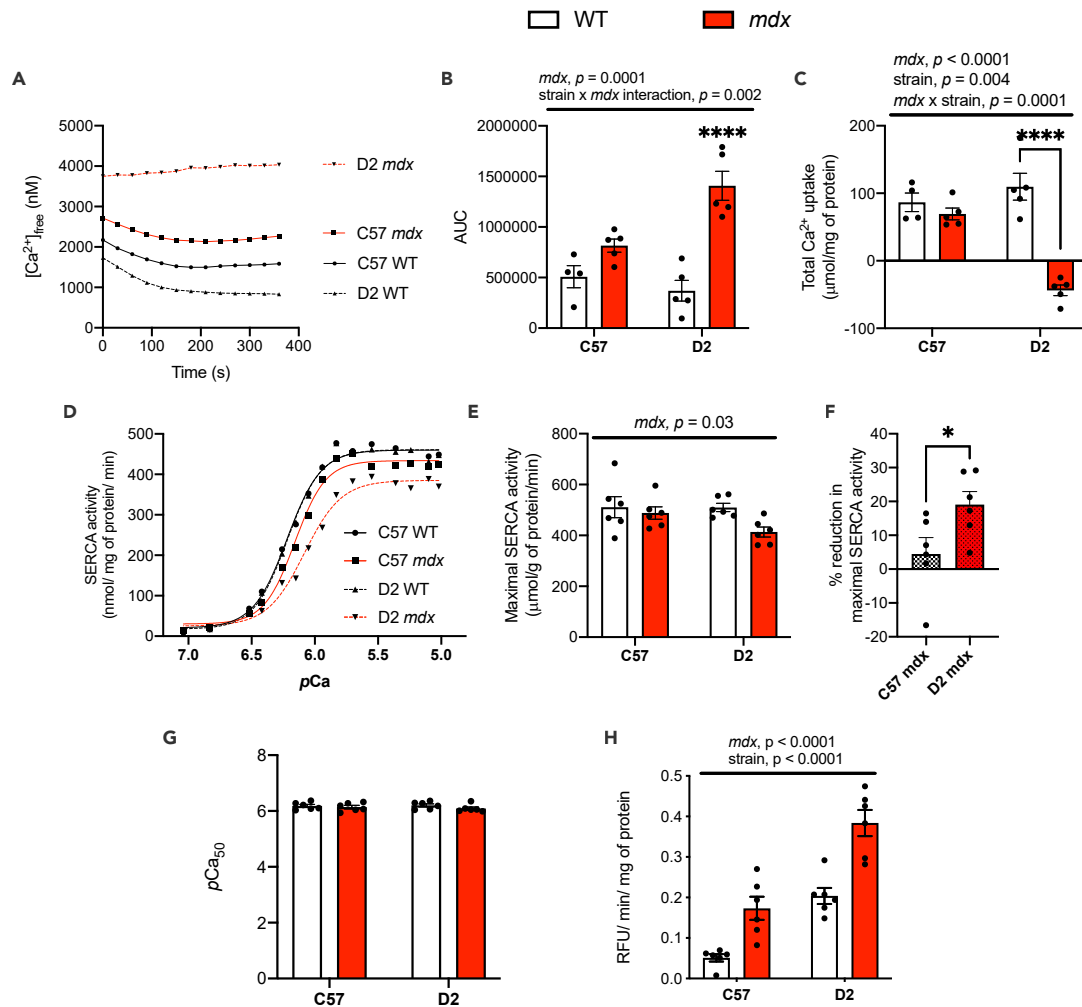 WT
mdx
A
5000
4000
3000
2000
1000
0
[Ca²⁺]free (nM)
0
100
200
300
400
Time (s)
D2 mdx
C57 mdx
C57 WT
D2 WT
B
mdx, p = 0.0001
strain x mdx interaction, p = 0.002
2000000
1500000
1000000
500000
0
AUC
****
C57
D2
C
mdx, p < 0.0001
strain, p = 0.004
mdx x strain, p = 0.0001
200
100
0
-100
Total Ca²⁺ uptake
(μmol/mg of protein)
****
C57
D2
D
500
400
300
200
100
0
SERCA activity
(nmol/ mg of protein/ min)
C57 WT
C57 mdx
D2 WT
D2 mdx
7.0
6.5
6.0
5.5
5.0
pCa
E
mdx, p = 0.03
800
600
400
200
0
Maximal SERCA activity
(μmol/g of protein/min)
C57
D2
F
*
40
30
20
10
0
-10
-20
% reduction in
maximal SERCA activity
C57 mdx
D2 mdx
G
8
6
4
2
0
pCa₅₀
C57
D2
H
mdx, p < 0.0001
strain, p < 0.0001
0.5
0.4
0.3
0.2
0.1
0.0
RFU/ min/ mg of protein
C57
D2